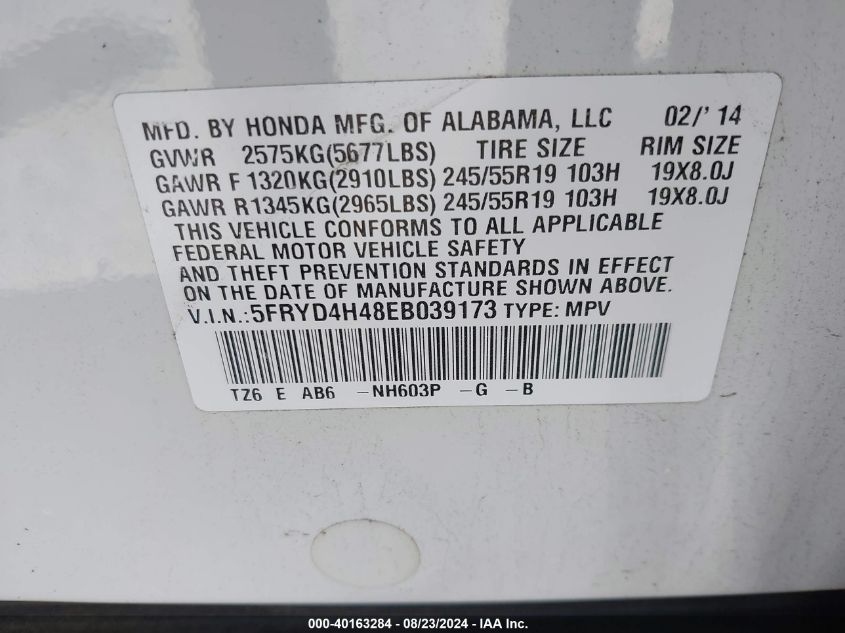 MFD. BY HONDA MFG. OF ALABAMA, LLC 02/' 14
GVWR 2575KG(5677LBS) TIRE SIZE RIM SIZE
GAWR F 1320KG(2910LBS) 245/55R19 103H 19X8.0J
GAWR R1345KG(2965LBS) 245/55R19 103H 19X8.0J
THIS VEHICLE CONFORMS TO ALL APPLICABLE
FEDERAL MOTOR VEHICLE SAFETY
AND THEFT PREVENTION STANDARDS IN EFFECT
ON THE DATE OF MANUFACTURE SHOWN ABOVE.
V.I.N.:5FRYD4H48EB039173 TYPE: MPV
TZ6 E AB6 -NH603P -G -B
000-40163284 - 08/23/2024 - IAA Inc.